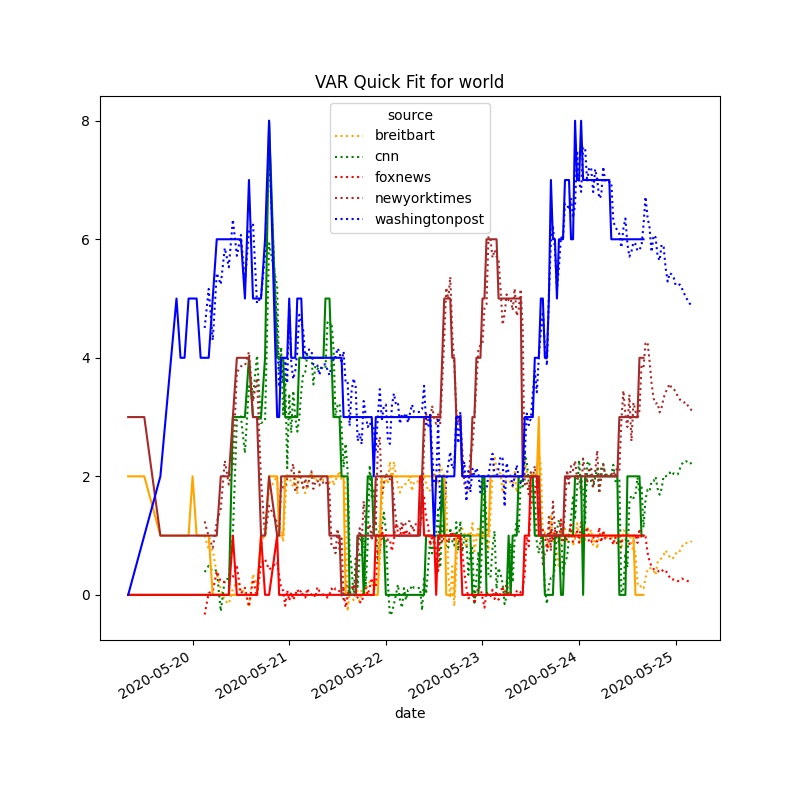 VAR Quick Fit for world
source
breitbart
cnn
foxnews
newyorktimes
washingtonpost
8
6
4
2
0
2020-05-20
2020-05-21
2020-05-22
2020-05-23
2020-05-24
2020-05-25
date